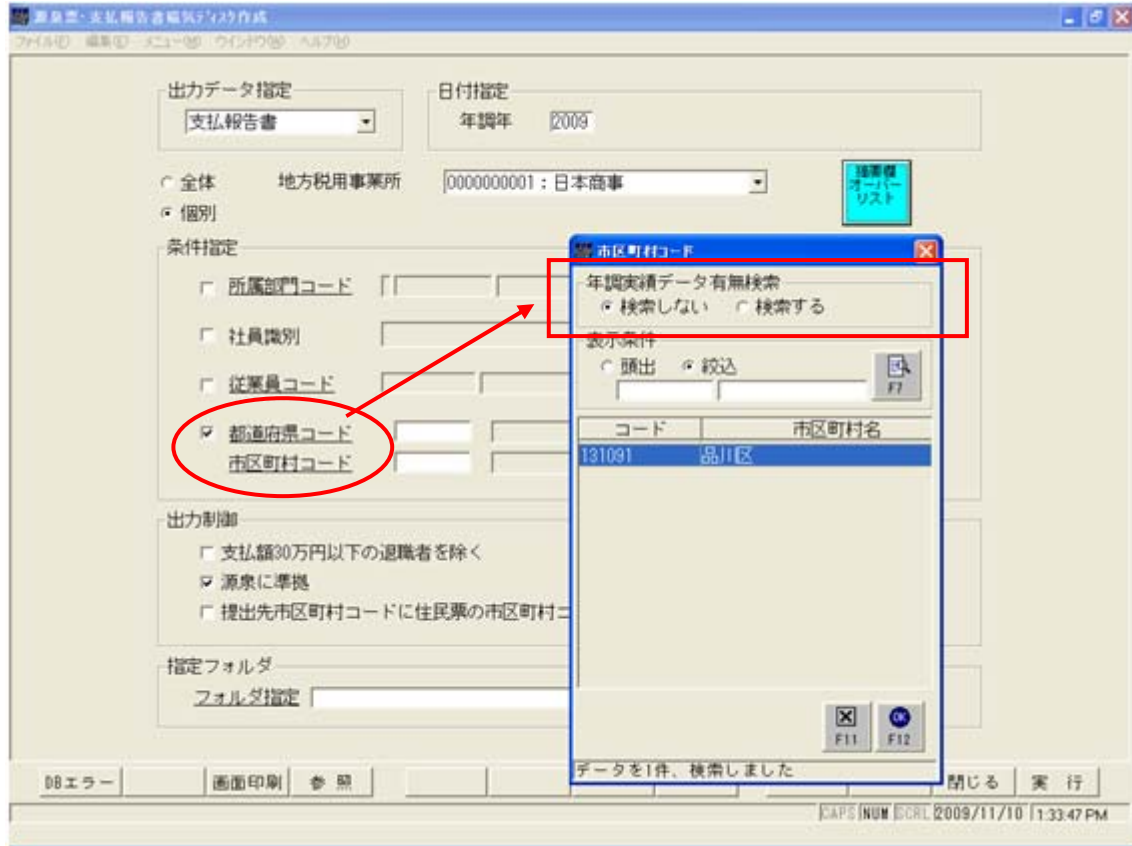 源泉票・支払報告書磁気ディスク作成
ファイル(F) 編集(E) メニュー(M) ウインドウ(W) ヘルプ(H)
出力データ指定
支払報告書
日付指定
年調年 2009
全体 地方税用事業所 0000000001：日本商事
個別
摘要欄
オーバー
リスト
条件指定
所属部門コード
社員識別
従業員コード
都道府県コード
市区町村コード
出力制御
支払額30万円以下の退職者を除く
源泉に準拠
提出先市区町村コードに住民票の市区町村コ
指定フォルダ
フォルダ指定
市区町村コード
年調実績データ有無検索
検索しない 検索する
表示条件
頭出 絞込
F7
コード 市区町村名
131091 品川区
OK
F11 F12
データを1件、検索しました
DBエラー 画面印刷 参照 閉じる 実行
CAPS NUM SCRL 2009/11/10 1:33:47 PM